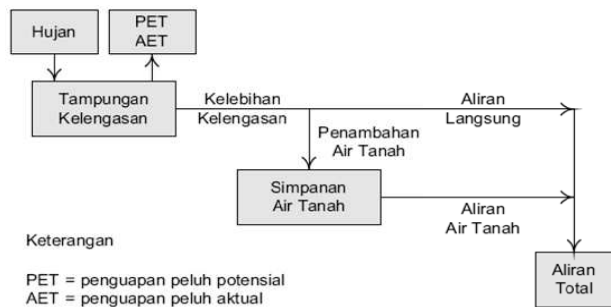 Hujan
PET
AET
Tampungan
Kelengasan
Kelebihan
Kelengasan
Aliran
Langsung
Penambahan
Air Tanah
Simpanan
Air Tanah
Aliran
Air Tanah
Keterangan
PET = penguapan peluh potensial
AET = penguapan peluh aktual
Aliran
Total